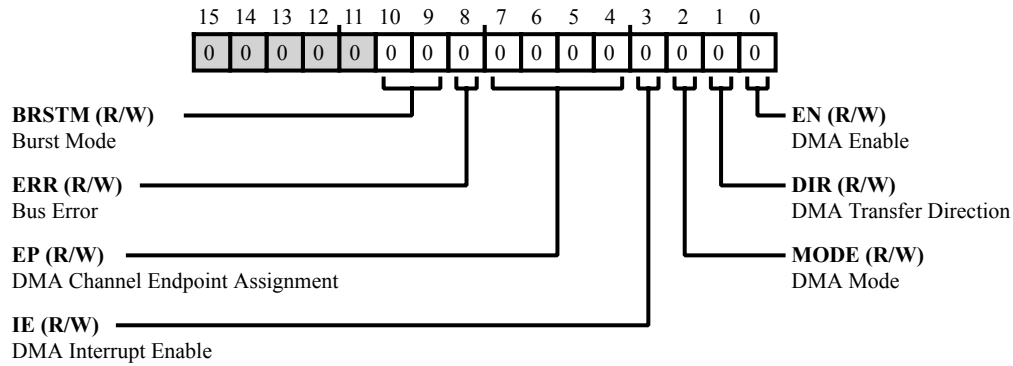 15 14 13 12 11 10 9 8 7 6 5 4 3 2 1 0
0 0 0 0 0 0 0 0 0 0 0 0 0 0 0 0
BRSTM (R/W)
Burst Mode
ERR (R/W)
Bus Error
EP (R/W)
DMA Channel Endpoint Assignment
IE (R/W)
DMA Interrupt Enable
EN (R/W)
DMA Enable
DIR (R/W)
DMA Transfer Direction
MODE (R/W)
DMA Mode